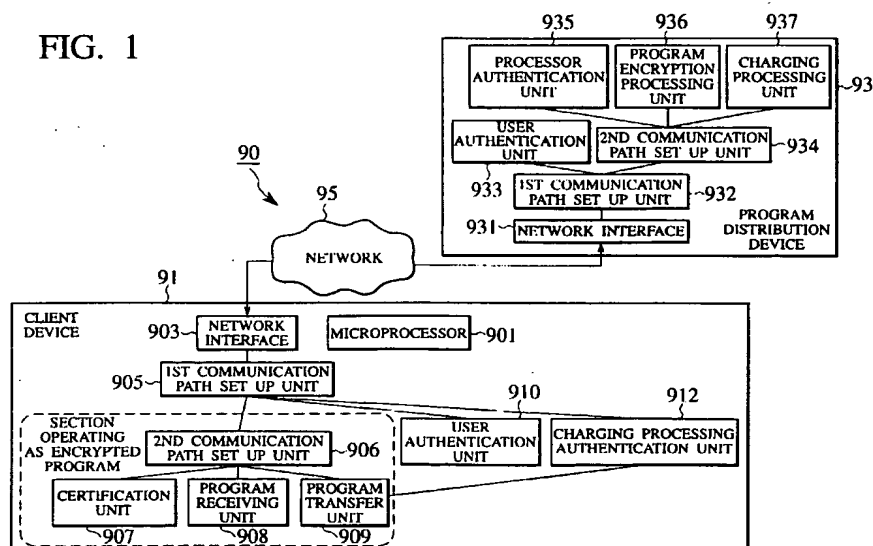 FIG. 1
935
936
937
PROCESSOR
AUTHENTICATION
UNIT
PROGRAM
ENCRYPTION
PROCESSING
UNIT
CHARGING
PROCESSING
UNIT
93
USER
AUTHENTICATION
UNIT
933
2ND COMMUNICATION
PATH SET UP UNIT
934
1ST COMMUNICATION
PATH SET UP UNIT
932
931
NETWORK INTERFACE
PROGRAM
DISTRIBUTION
DEVICE
90
95
NETWORK
91
CLIENT
DEVICE
903
NETWORK
INTERFACE
MICROPROCESSOR
901
905
1ST COMMUNICATION
PATH SET UP UNIT
910
912
SECTION
OPERATING
AS ENCRYPTED
PROGRAM
2ND COMMUNICATION
PATH SET UP UNIT
906
USER
AUTHENTICATION
UNIT
CHARGING PROCESSING
AUTHENTICATION UNIT
CERTIFICATION
UNIT
907
PROGRAM
RECEIVING
UNIT
908
PROGRAM
TRANSFER
UNIT
909